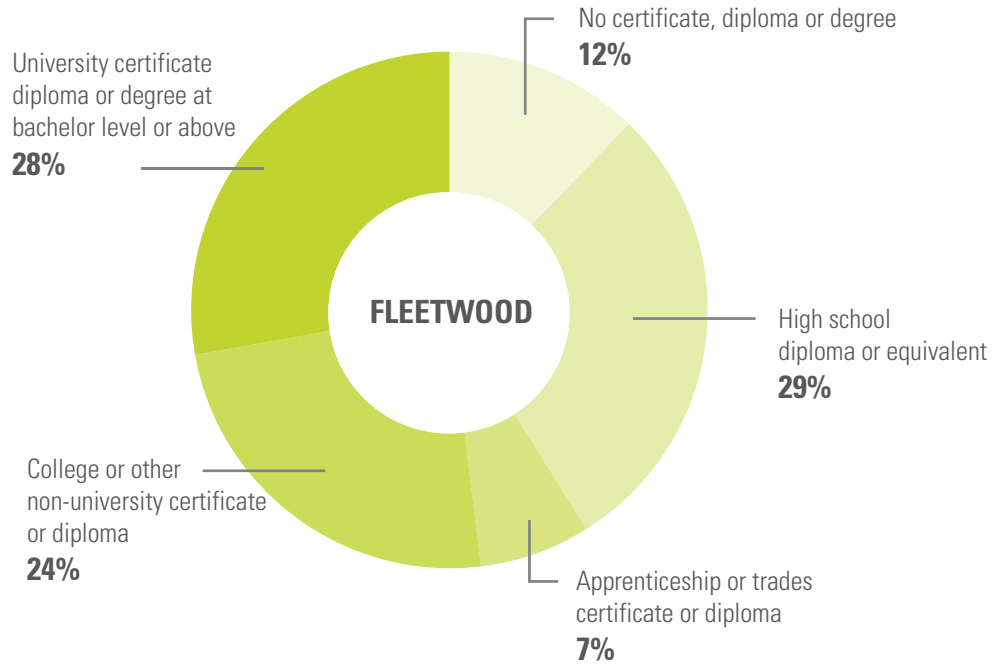 No certificate, diploma or degree
12%
University certificate
diploma or degree at
bachelor level or above
28%
FLEETWOOD
High school
diploma or equivalent
29%
College or other
non-university certificate
or diploma
24%
Apprenticeship or trades
certificate or diploma
7%